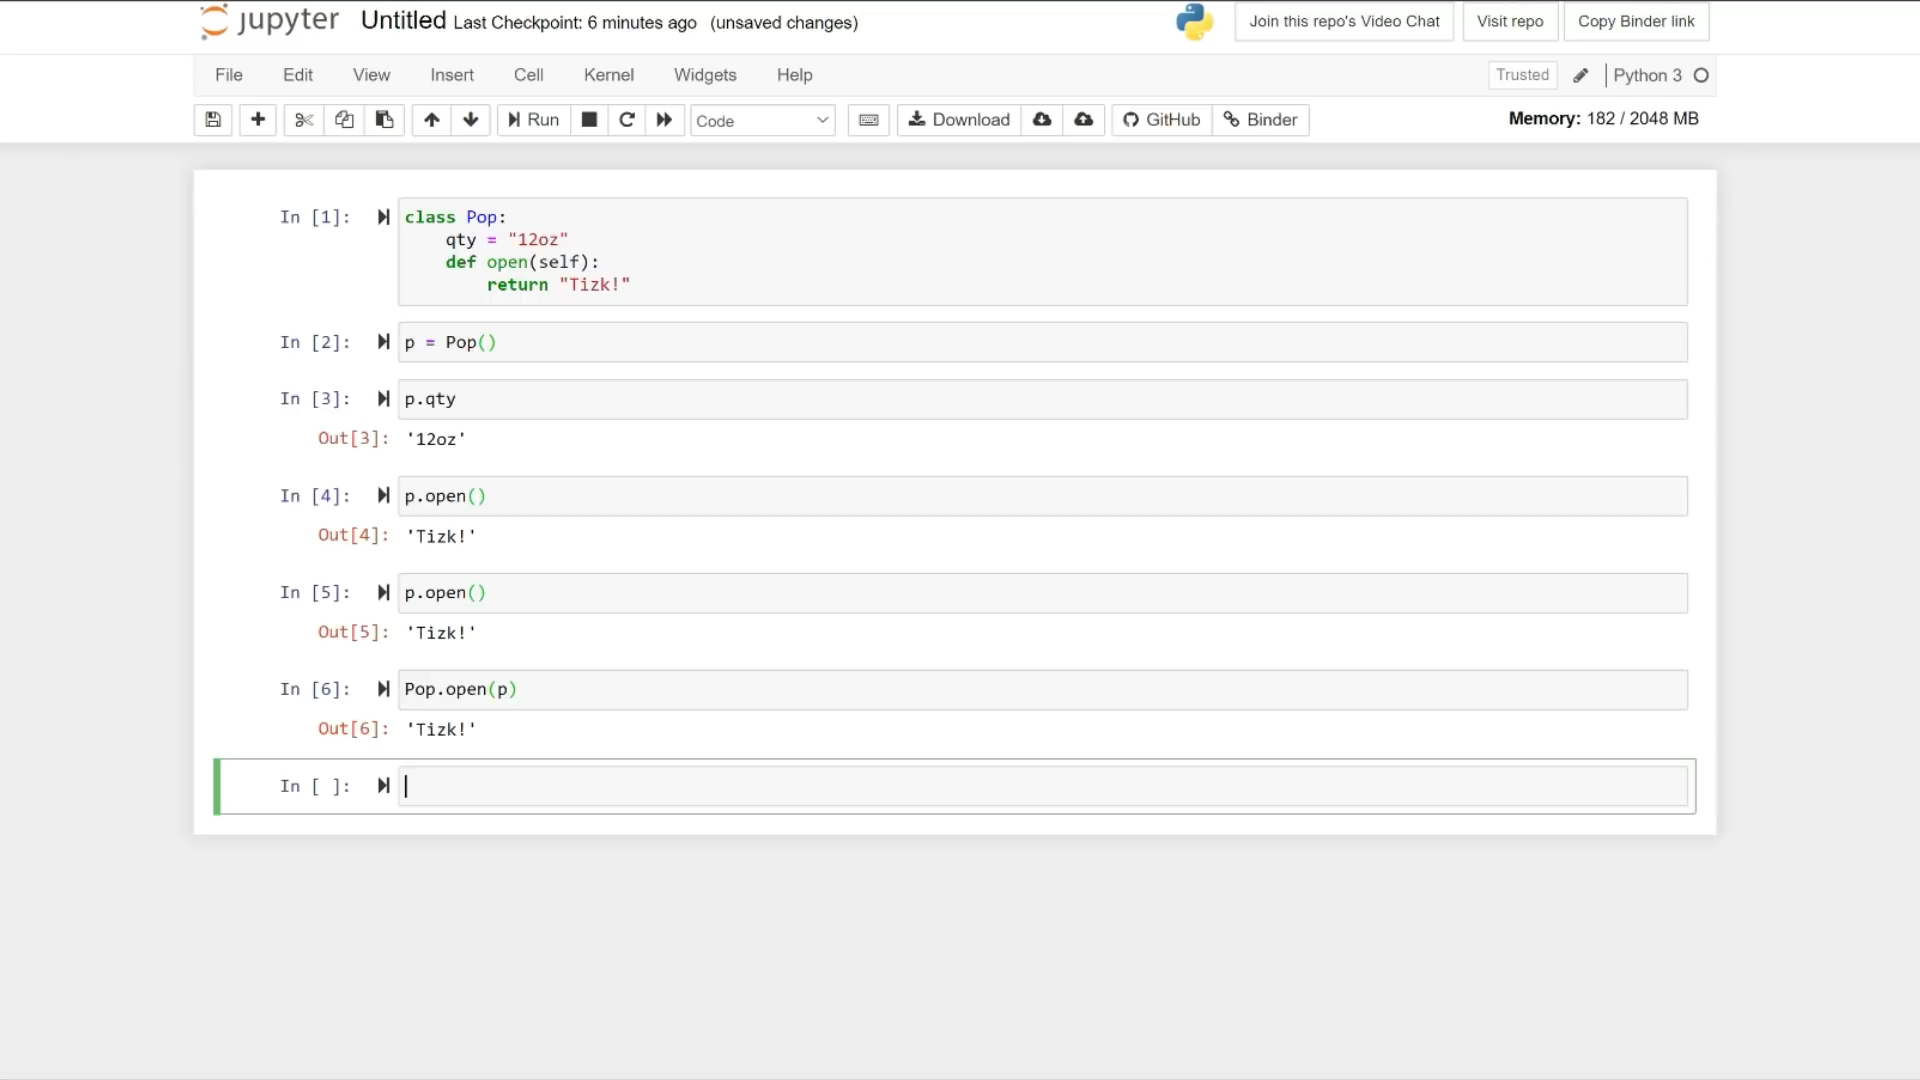 jupyter Untitled Last Checkpoint: 6 minutes ago (unsaved changes) Join this repo's Video Chat Visit repo Copy Binder link
File Edit View Insert Cell Kernel Widgets Help Trusted Python 3
Run Code Download GitHub Binder Memory: 182 / 2048 MB
In [1]: class Pop:
    qty = "12oz"
    def open(self):
        return "Tizk!"
In [2]: p = Pop()
In [3]: p.qty
Out[3]: '12oz'
In [4]: p.open()
Out[4]: 'Tizk!'
In [5]: p.open()
Out[5]: 'Tizk!'
In [6]: Pop.open(p)
Out[6]: 'Tizk!'
In [ ]: